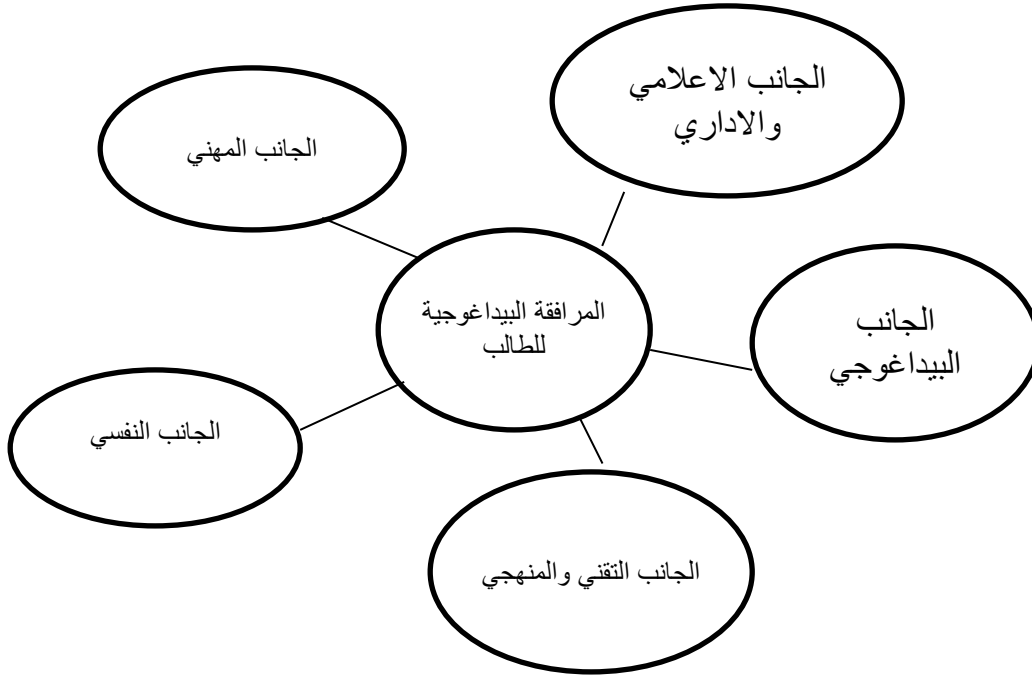 الجانب الاعلامي
والاداري
الجانب المهني
المرافقة البيداغوجية
للطالب
الجانب
البيداغوجي
الجانب النفسي
الجانب التقني والمنهجي